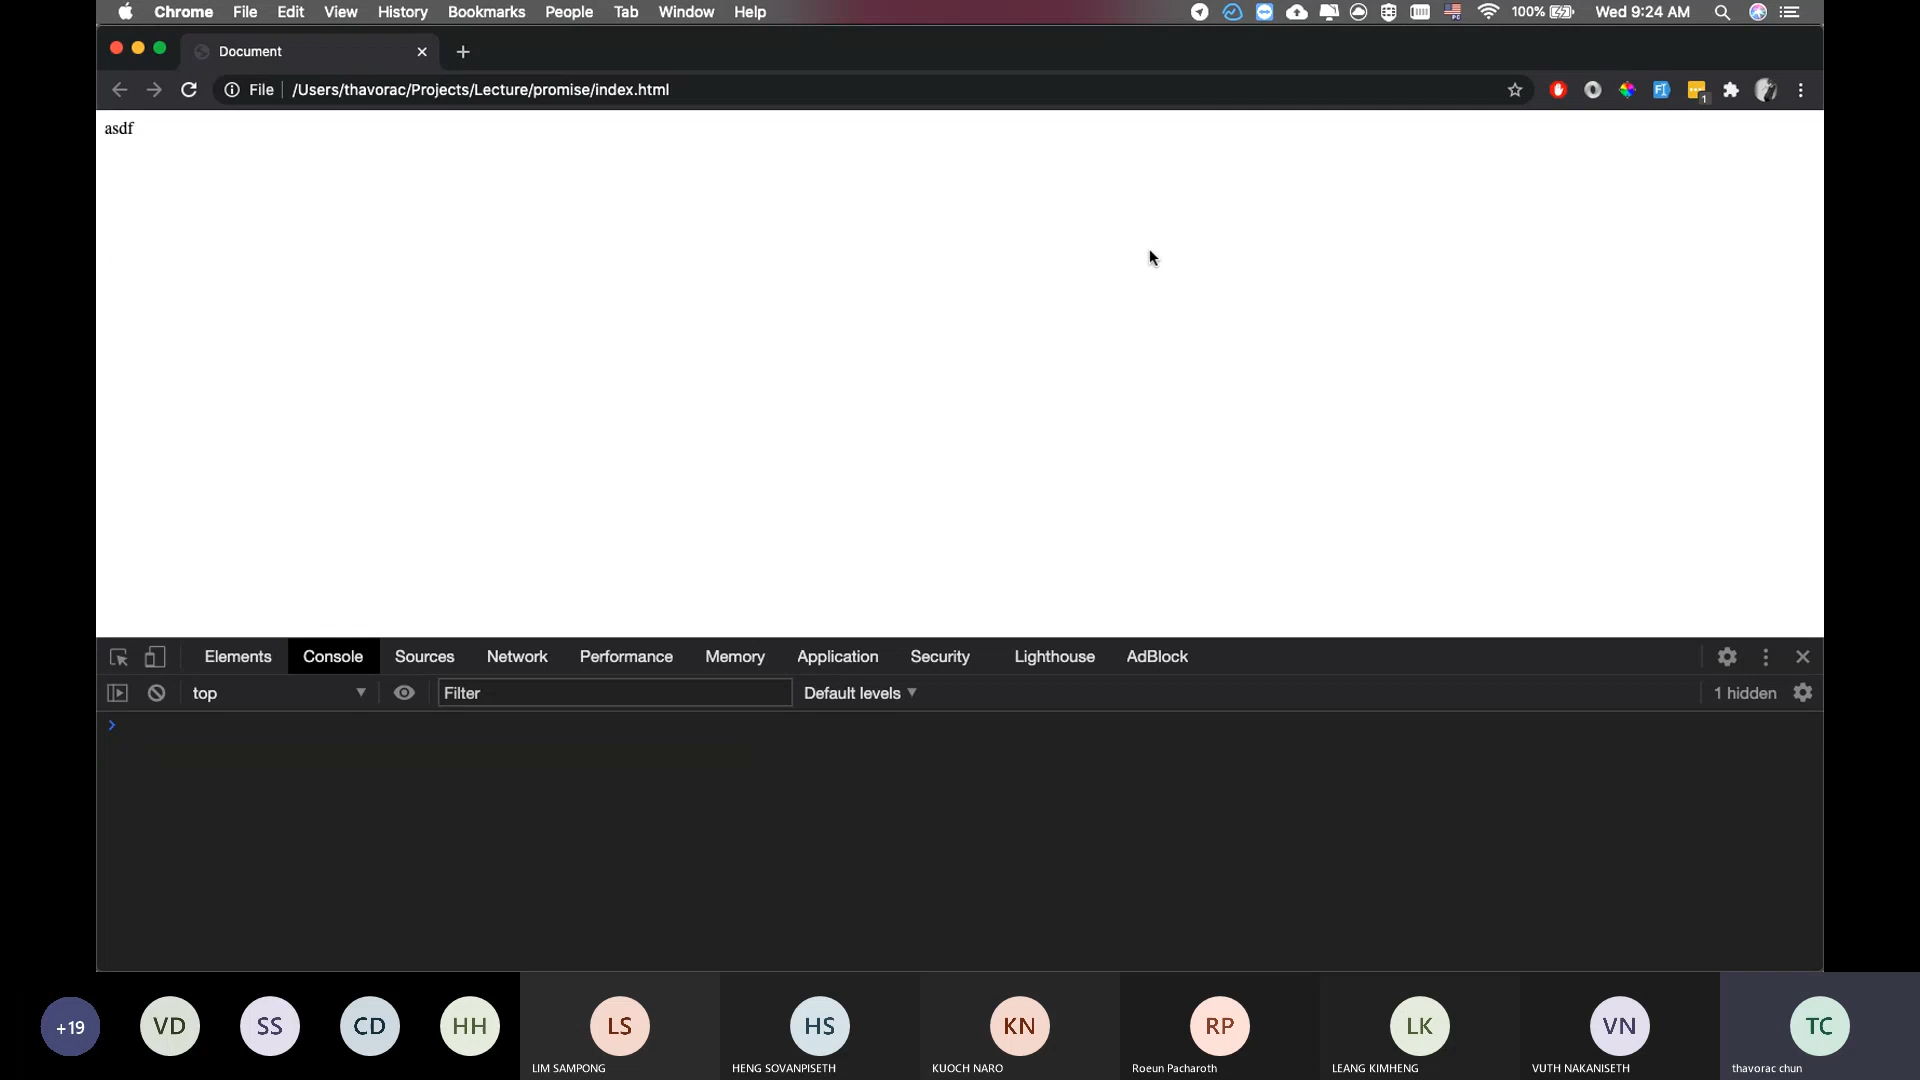 Chrome File Edit View History Bookmarks People Tab Window Help 100% Wed 9:24 AM
Document
File /Users/thavorac/Projects/Lecture/promise/index.html 1
asdf
Elements Console Sources Network Performance Memory Application Security Lighthouse AdBlock
top Filter Default levels 1 hidden
+19 VD SS CD HH LS HS KN RP LK VN TC
LIM SAMPONG HENG SOVANPISETH KUOCH NARO Roeun Pacharoth LEANG KIMHENG VUTH NAKANISETH thavorac chun